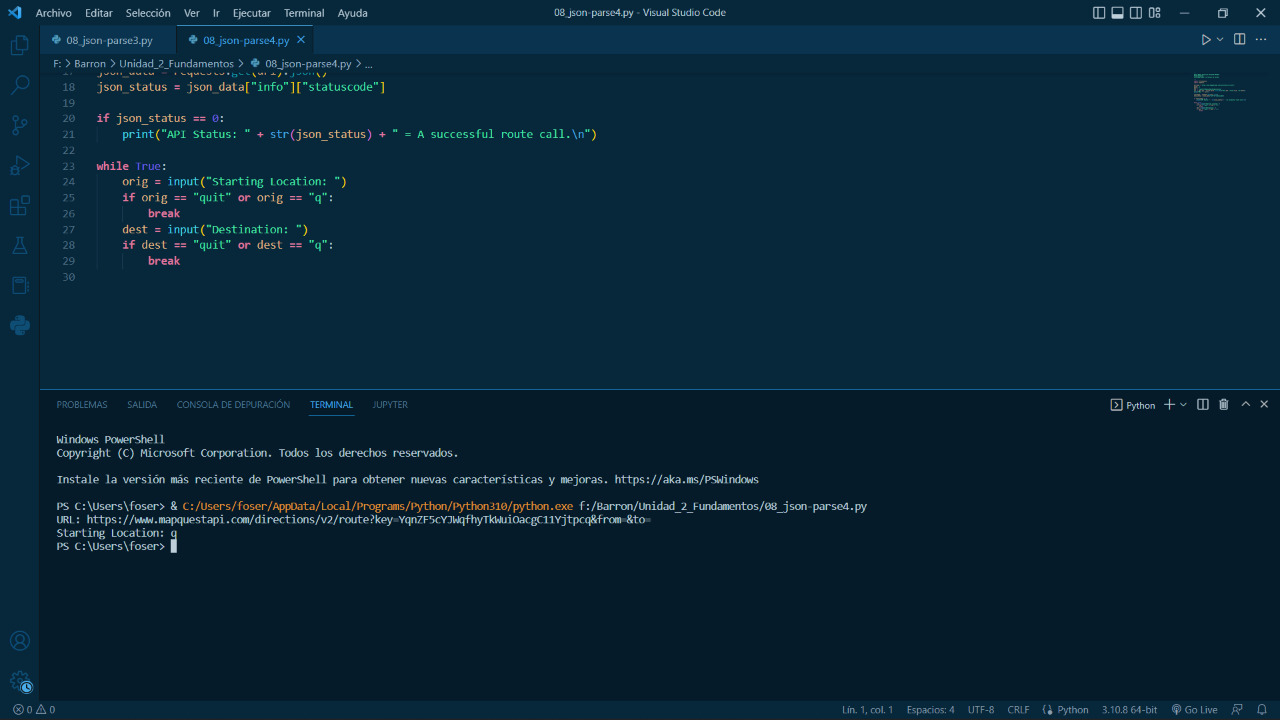 Archivo Editar Selección Ver Ir Ejecutar Terminal Ayuda 08_json-parse4.py - Visual Studio Code
08_json-parse3.py 08_json-parse4.py
F: > Barron > Unidad_2_Fundamentos > 08_json-parse4.py > ...
17 json_data = requests.get(url).json()
18 json_status = json_data["info"]["statuscode"]
19
20 if json_status == 0:
21 print("API Status: " + str(json_status) + " = A successful route call.\n")
22
23 while True:
24 orig = input("Starting Location: ")
25 if orig == "quit" or orig == "q":
26 break
27 dest = input("Destination: ")
28 if dest == "quit" or dest == "q":
29 break
30
PROBLEMAS SALIDA CONSOLA DE DEPURACIÓN TERMINAL JUPYTER Python
Windows PowerShell
Copyright (C) Microsoft Corporation. Todos los derechos reservados.
Instale la versión más reciente de PowerShell para obtener nuevas características y mejoras. https://aka.ms/PSWindows
PS C:\Users\foser> & C:/Users/foser/AppData/Local/Programs/Python/Python310/python.exe f:/Barron/Unidad_2_Fundamentos/08_json-parse4.py
URL: https://www.mapquestapi.com/directions/v2/route?key=YqnZF5cYJWqfhyTkWuiOacgC11Yjtpcq&from=&to=
Starting Location: q
PS C:\Users\foser>
0 0 Lín. 1, col. 1 Espacios: 4 UTF-8 CRLF Python 3.10.8 64-bit Go Live